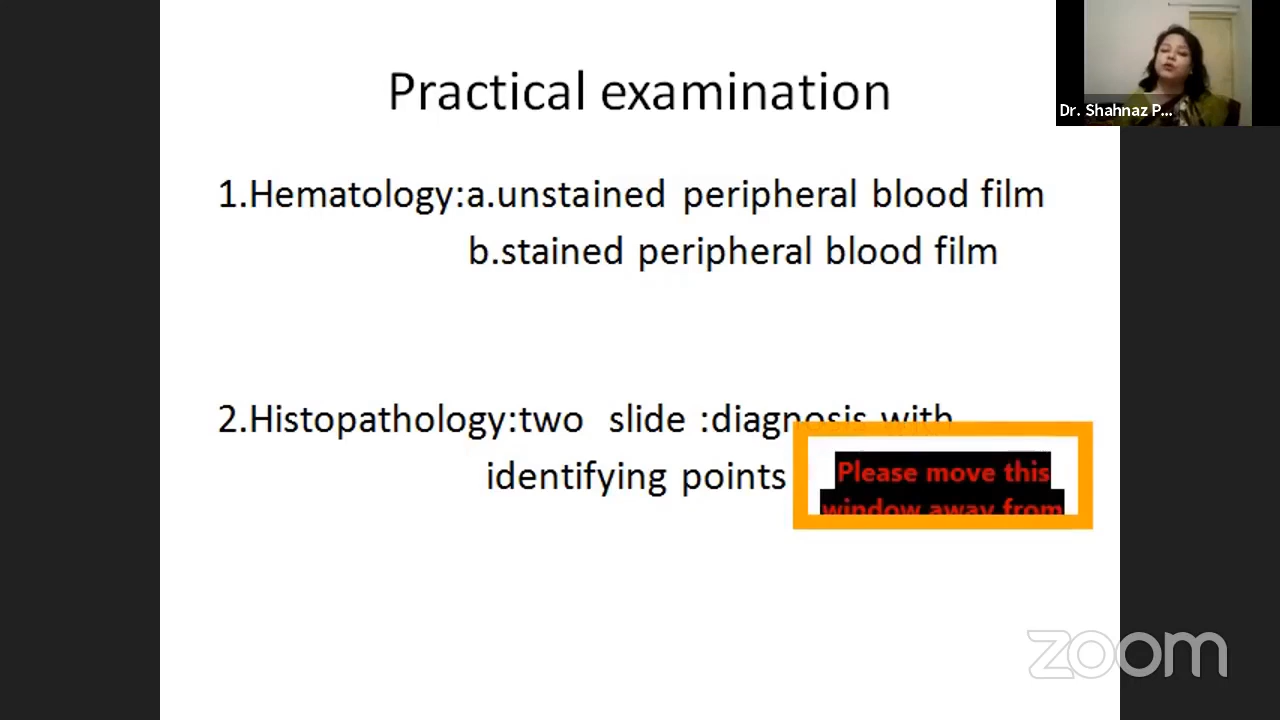 Practical examination
Dr. Shahnaz P...
1.Hematology:a.unstained peripheral blood film
b.stained peripheral blood film
2.Histopathology:two slide :diagnosis with
identifying points
Please move this
window away from
zoom